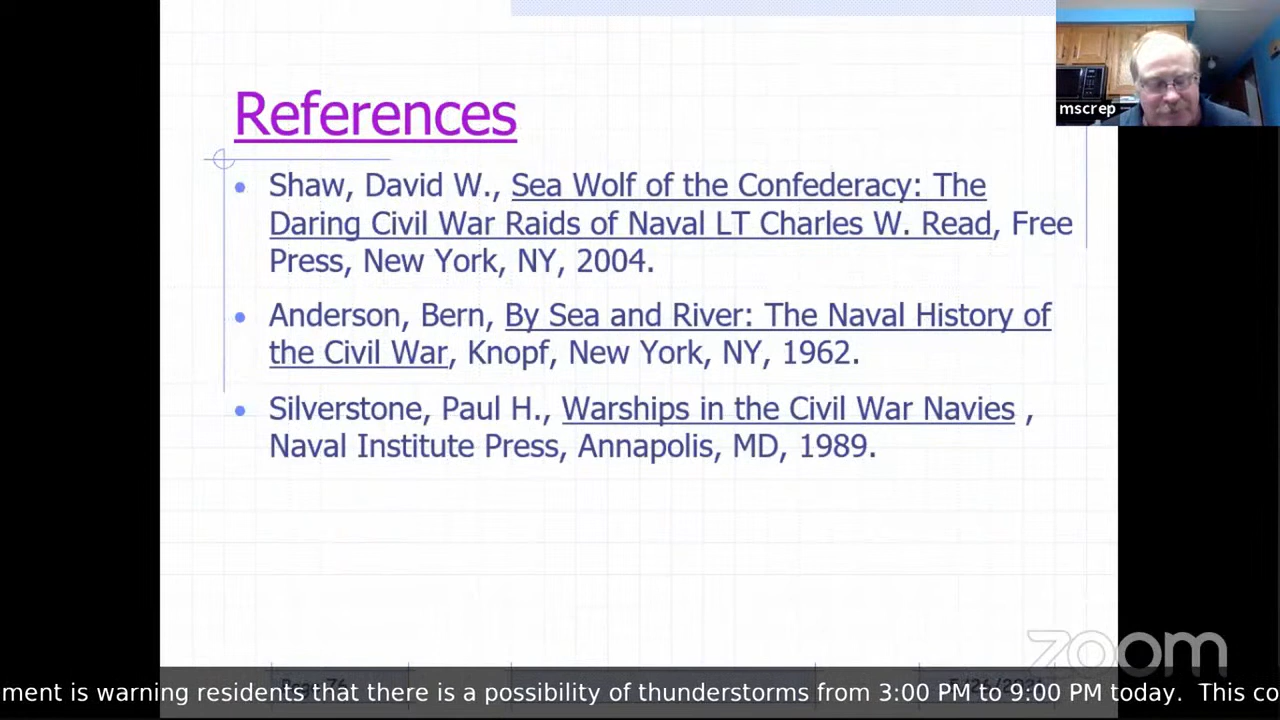 References
mscrep
Shaw, David W., Sea Wolf of the Confederacy: The
Daring Civil War Raids of Naval LT Charles W. Read, Free
Press, New York, NY, 2004.
Anderson, Bern, By Sea and River: The Naval History of
the Civil War, Knopf, New York, NY, 1962.
Silverstone, Paul H., Warships in the Civil War Navies ,
Naval Institute Press, Annapolis, MD, 1989.
zoom
ment is warning residents that there is a possibility of thunderstorms from 3:00 PM to 9:00 PM today. This co